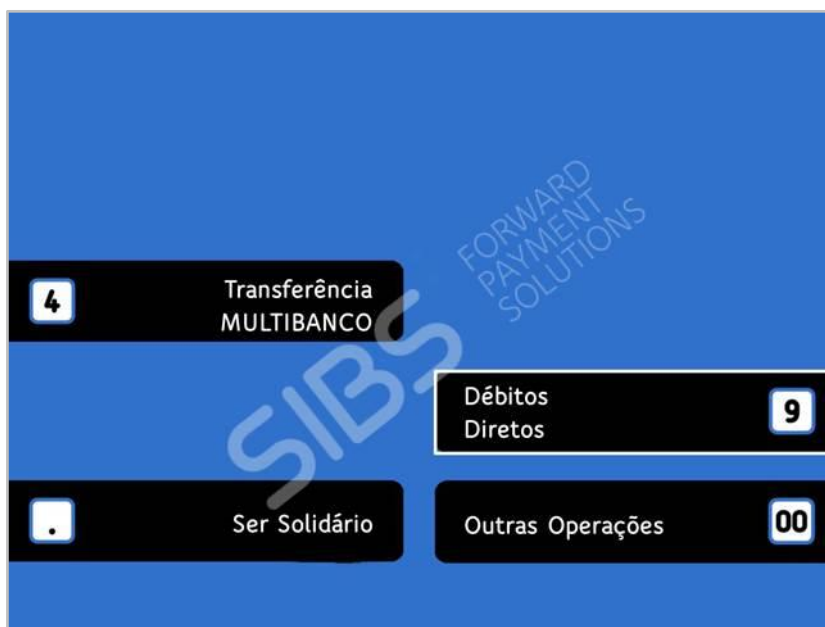 FORWARD
PAYMENT
SOLUTIONS
SIBS
4
Transferência
MULTIBANCO
Débitos
Diretos
9
.
Ser Solidário
Outras Operações
00